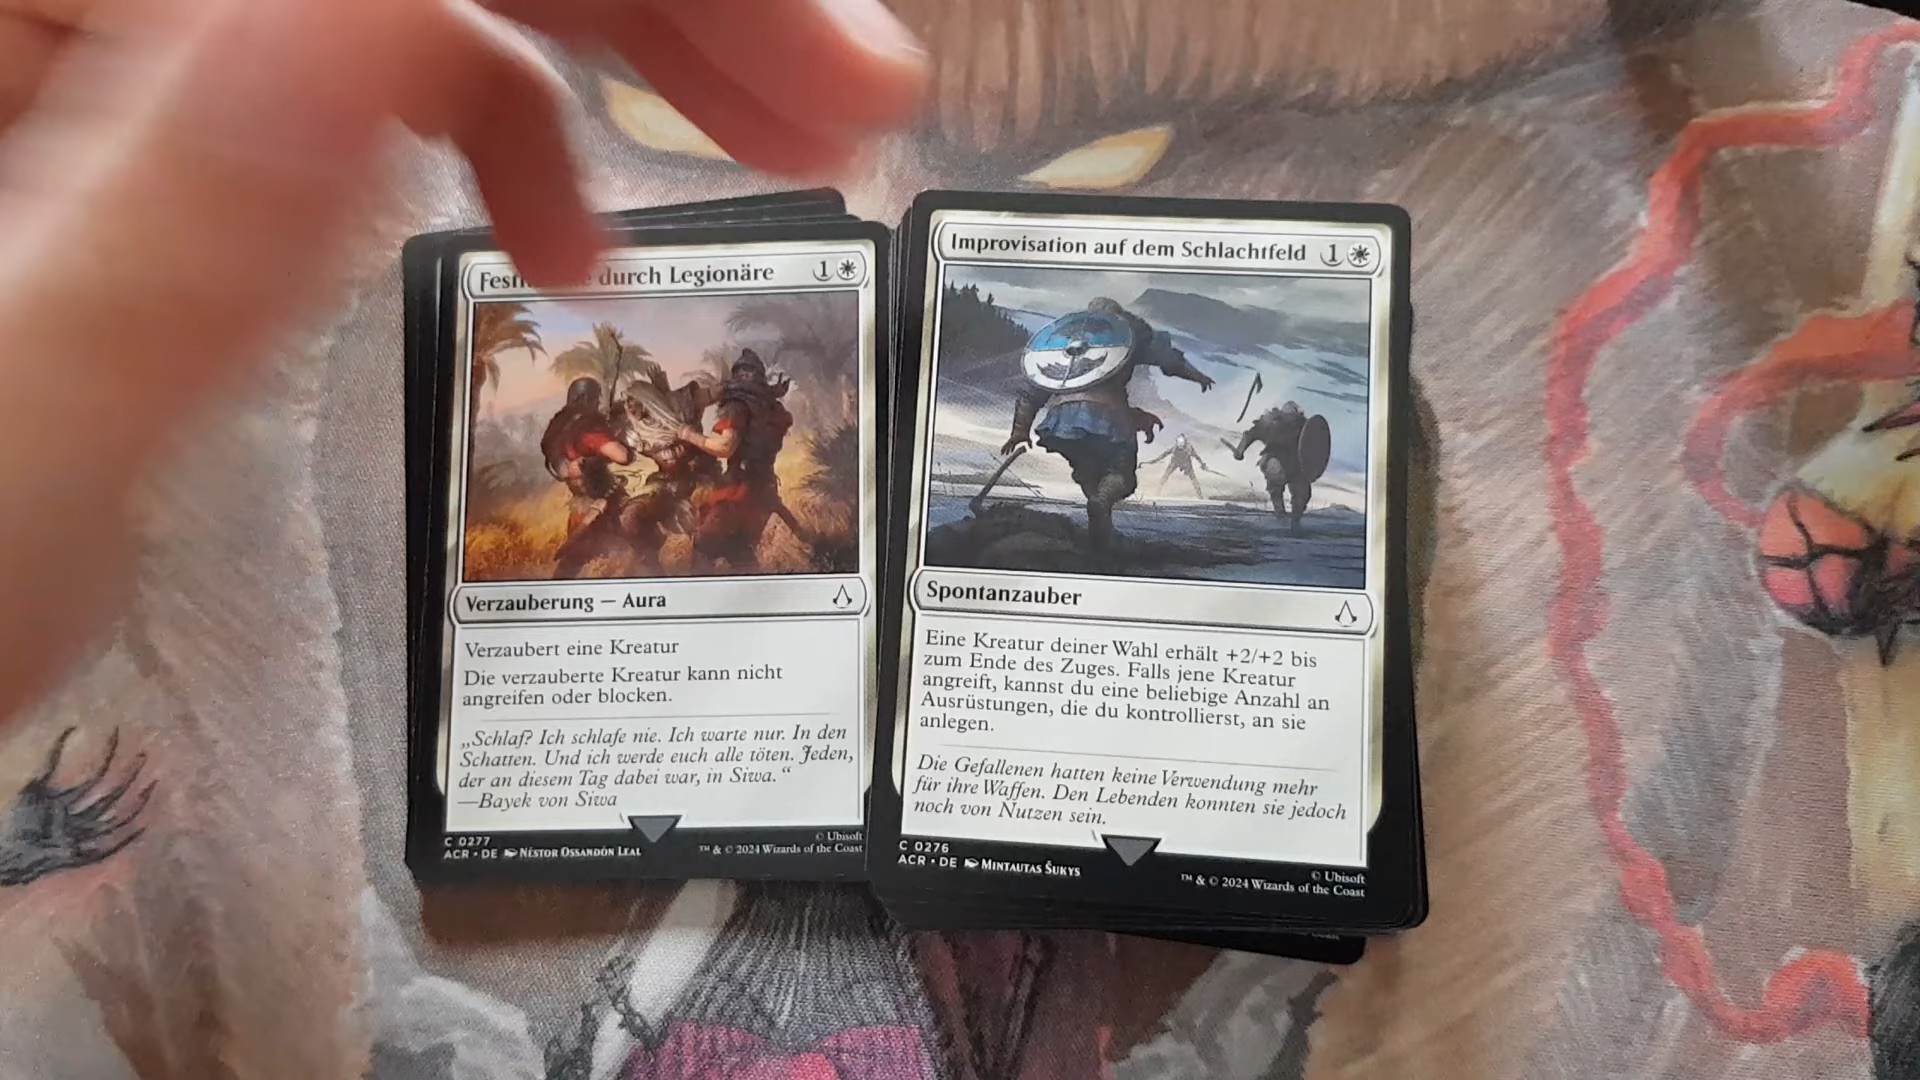 durch Legionäre 1
Verzauberung — Aura
Verzaubert eine Kreatur
Die verzauberte Kreatur kann nicht
angreifen oder blocken.
„Schlaf? Ich schlafe nie. Ich warte nur. In den
Schatten. Und ich werde euch alle töten. Jeden,
der an diesem Tag dabei war, in Siwa.“
—Bayek von Siwa
C 0277
ACR • DE Néstor Ossandón Leal
© Ubisoft
™ & © 2024 Wizards of the Coast
Improvisation auf dem Schlachtfeld 1
Spontanzauber
Eine Kreatur deiner Wahl erhält +2/+2 bis
zum Ende des Zuges. Falls jene Kreatur
angreift, kannst du eine beliebige Anzahl an
Ausrüstungen, die du kontrollierst, an sie
anlegen.
Die Gefallenen hatten keine Verwendung mehr
für ihre Waffen. Den Lebenden konnten sie jedoch
noch von Nutzen sein.
C 0276
ACR • DE Mintautas Šukys
© Ubisoft
™ & © 2024 Wizards of the Coast